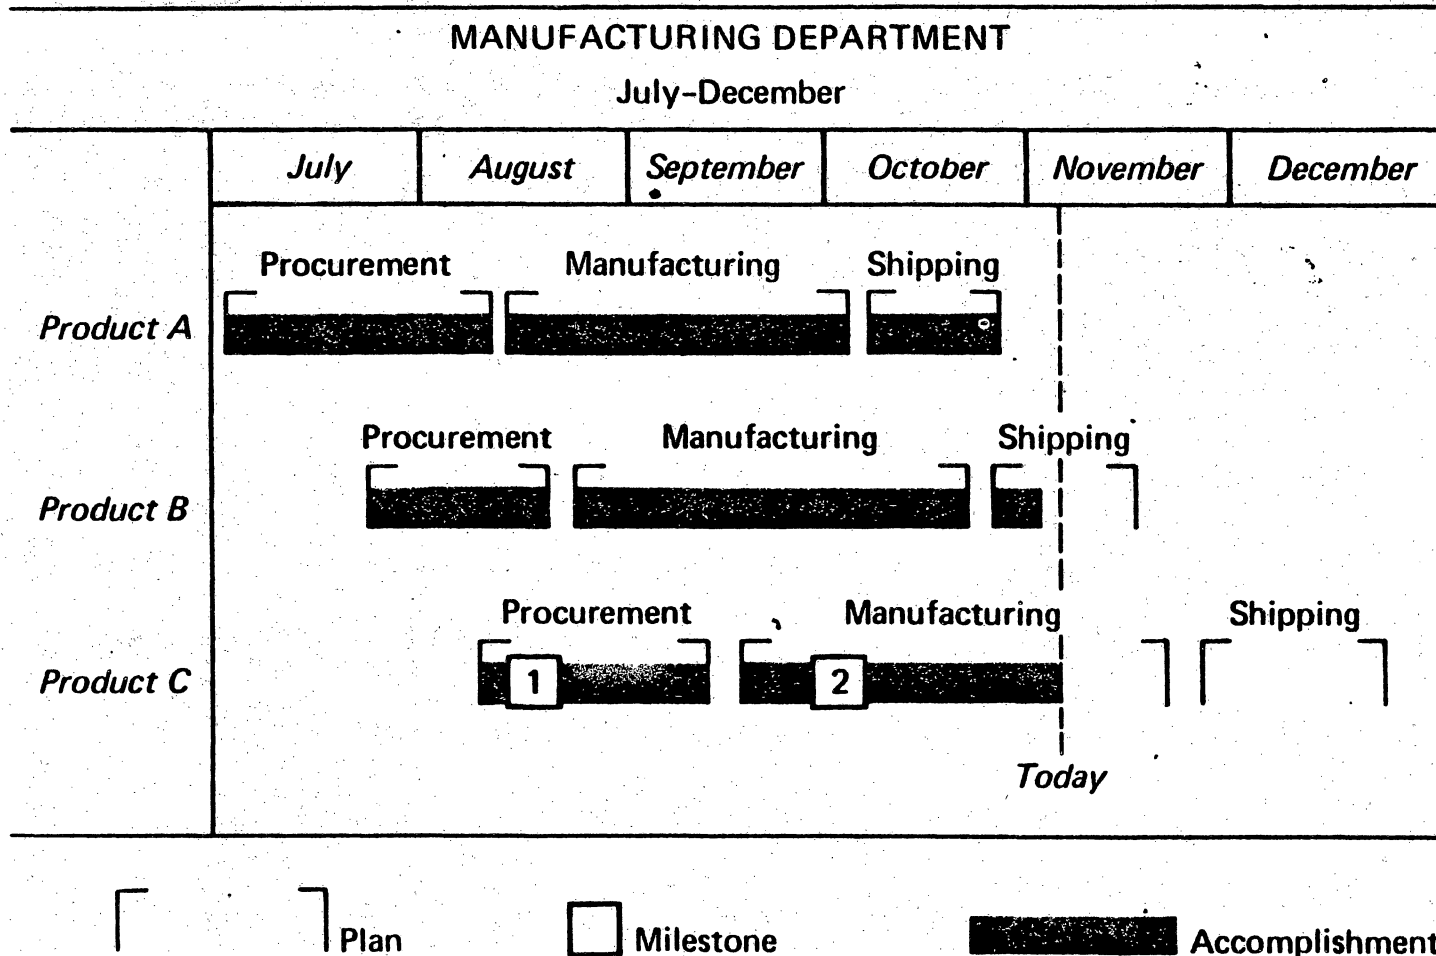 MANUFACTURING DEPARTMENT
July-December
July August September October November December
Procurement Manufacturing Shipping
Product A
Procurement Manufacturing Shipping
Product B
Procurement Manufacturing Shipping
Product C 1 2
Today
Plan Milestone Accomplishment